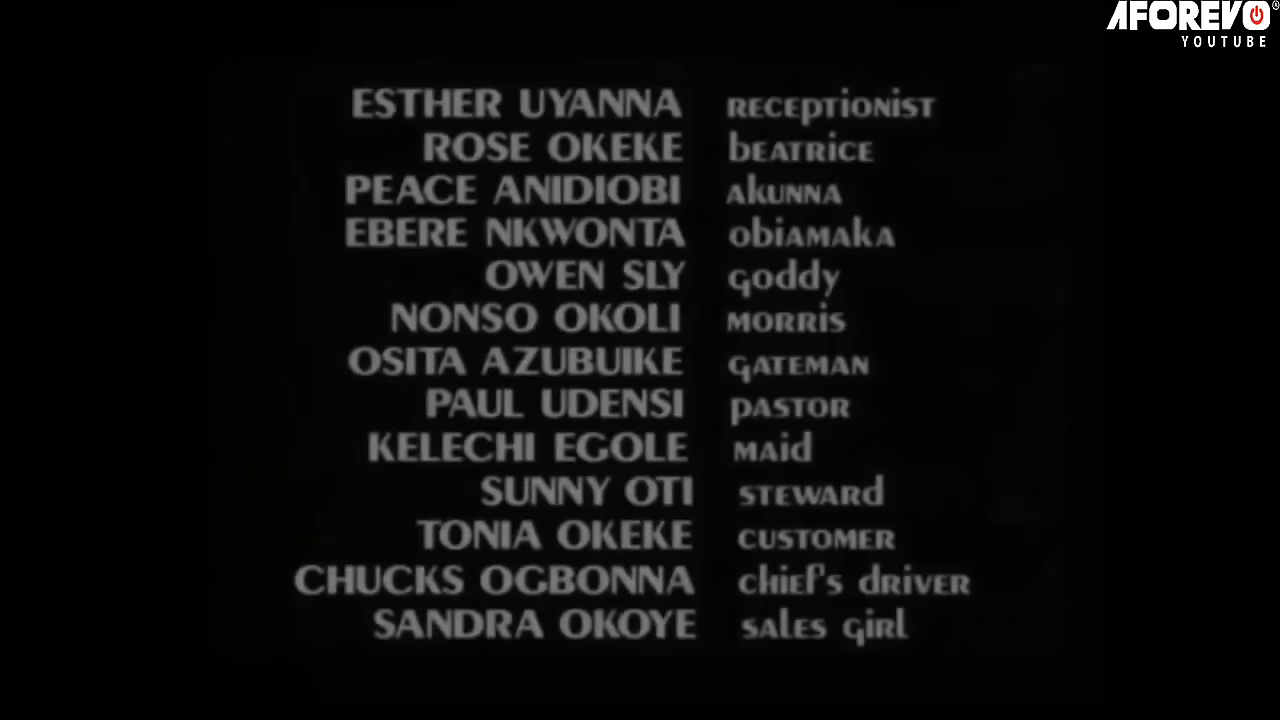 AFOREVO
YOUTUBE
ESTHER UYANNA RECEPTIONIST
ROSE OKEKE BEATRICE
PEACE ANIDIOBI AKUNNA
EBERE NKWONTA OBIAMAKA
OWEN SLY GODDY
NONSO OKOLI MORRIS
OSITA AZUBUIKE GATEMAN
PAUL UDENSI PASTOR
KELECHI EGOLE MAID
SUNNY OTI STEWARD
TONIA OKEKE CUSTOMER
CHUCKS OGBONNA CHIEF'S DRIVER
SANDRA OKOYE SALES GIRL